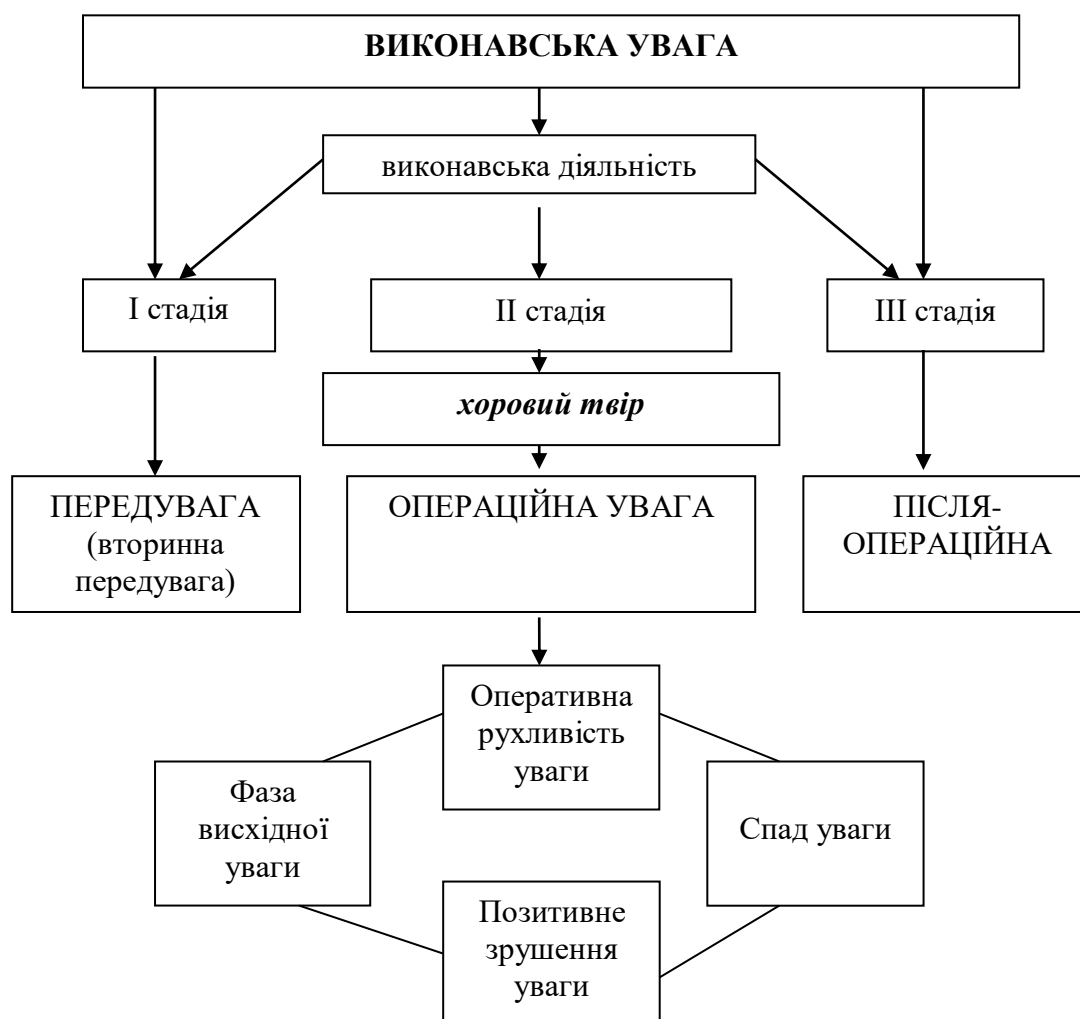 ВИКОНАВСЬКА УВАГА
виконавська діяльність
І стадія
ІІ стадія
ІІІ стадія
хоровий твір
ПЕРЕДУВАГА
(вторинна
передувага)
ОПЕРАЦІЙНА УВАГА
ПІСЛЯ-
ОПЕРАЦІЙНА
Оперативна
рухливість
уваги
Фаза
висхідної
уваги
Спад уваги
Позитивне
зрушення
уваги